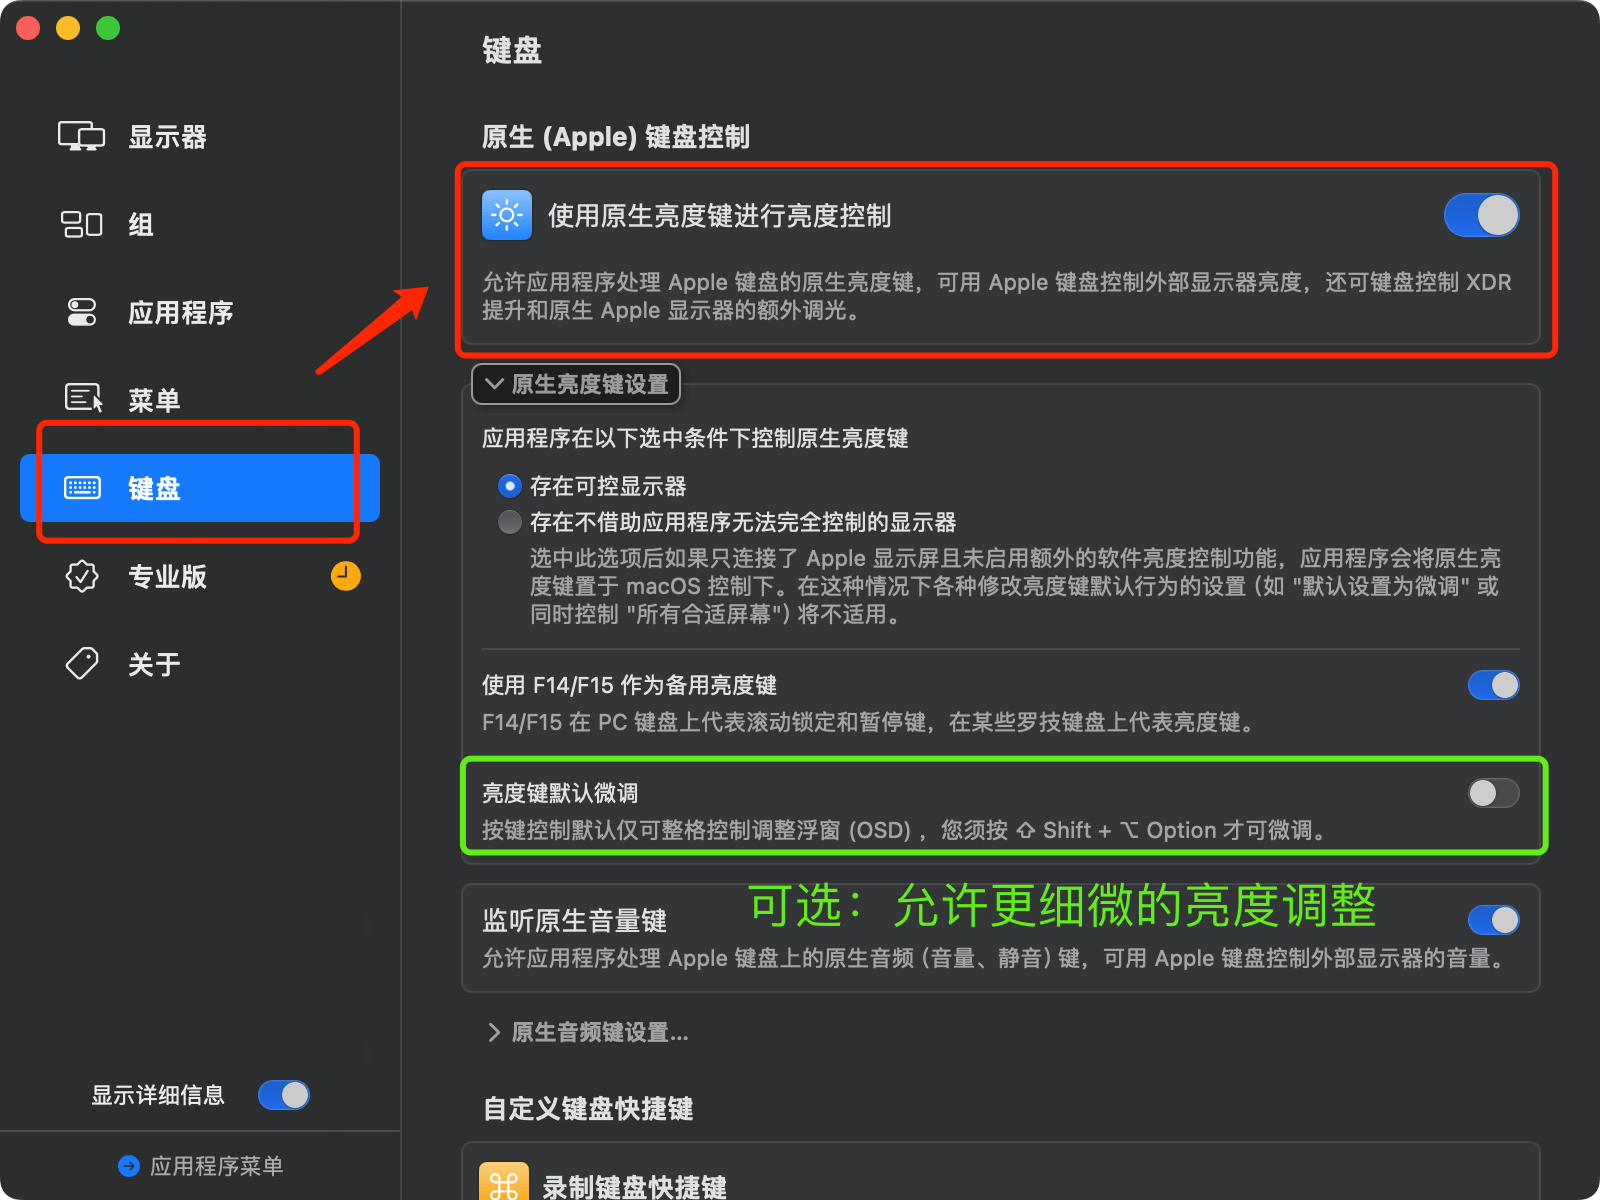 键盘
显示器
组
应用程序
菜单
键盘
专业版
关于
显示详细信息
应用程序菜单
原生 (Apple) 键盘控制
使用原生亮度键进行亮度控制
允许应用程序处理 Apple 键盘的原生亮度键，可用 Apple 键盘控制外部显示器亮度，还可键盘控制 XDR
提升和原生 Apple 显示器的额外调光。
原生亮度键设置
应用程序在以下选中条件下控制原生亮度键
存在可控显示器
存在不借助应用程序无法完全控制的显示器
选中此选项后如果只连接了 Apple 显示屏且未启用额外的软件亮度控制功能，应用程序会将原生亮
度键置于 macOS 控制下。在这种情况下各种修改亮度键默认行为的设置 (如 "默认设置为微调" 或
同时控制 "所有合适屏幕") 将不适用。
使用 F14/F15 作为备用亮度键
F14/F15 在 PC 键盘上代表滚动锁定和暂停键，在某些罗技键盘上代表亮度键。
亮度键默认微调
按键控制默认仅可整格控制调整浮窗 (OSD) ，您须按 ⇧ Shift + ⌥ Option 才可微调。
可选：允许更细微的亮度调整
监听原生音量键
允许应用程序处理 Apple 键盘上的原生音频 (音量、静音) 键，可用 Apple 键盘控制外部显示器的音量。
原生音频键设置...
自定义键盘快捷键
录制键盘快捷键